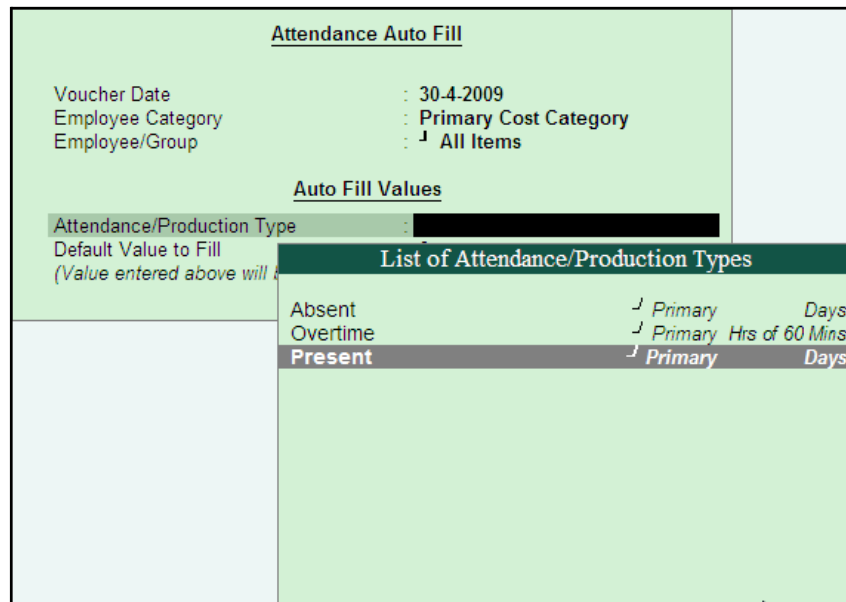 Attendance Auto Fill
Voucher Date : 30-4-2009
Employee Category : Primary Cost Category
Employee/Group : ┘ All Items
Auto Fill Values
Attendance/Production Type :
Default Value to Fill
(Value entered above will
List of Attendance/Production Types
Absent ┘ Primary Days
Overtime ┘ Primary Hrs of 60 Mins
Present ┘ Primary Days